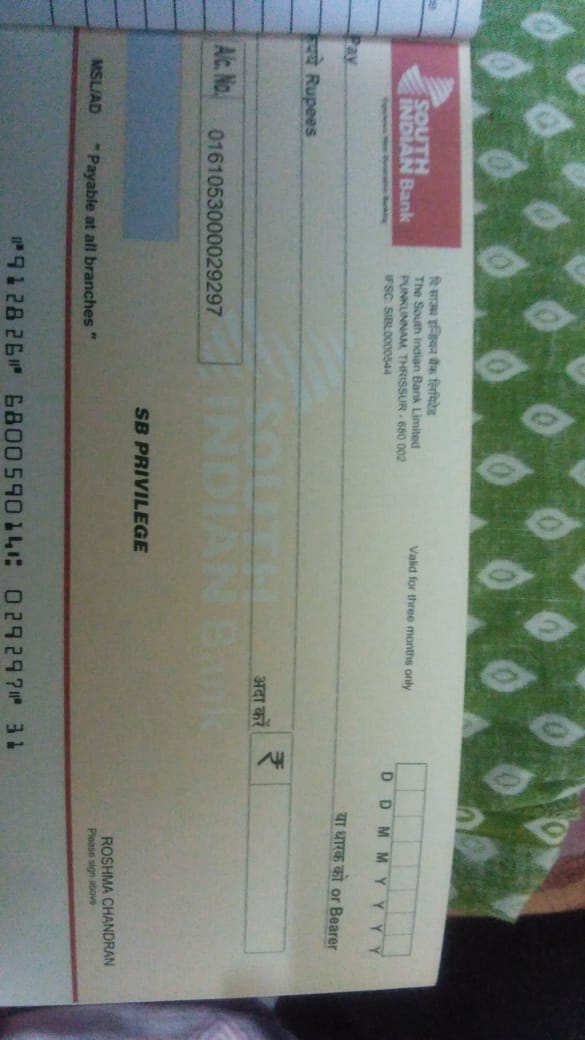 SOUTH
INDIAN Bank
Experience Next Generation Banking
दि साउथ इन्डियन बैंक लिमिटेड
The South Indian Bank Limited
PUNKUNNAM, THRISSUR - 680 002
IFSC: SIBL0000544
Valid for three months only
D D M M Y Y Y Y
Pay
या धारक को or Bearer
रुपये Rupees
अदा करें ₹
SOUTH
INDIAN Bank
A/c. No. 0161053000029297
SB PRIVILEGE
ROSHMA CHANDRAN
Please sign above
MSL/AD " Payable at all branches "
⑈912826⑈ 680059014⑆ 029297⑈ 31